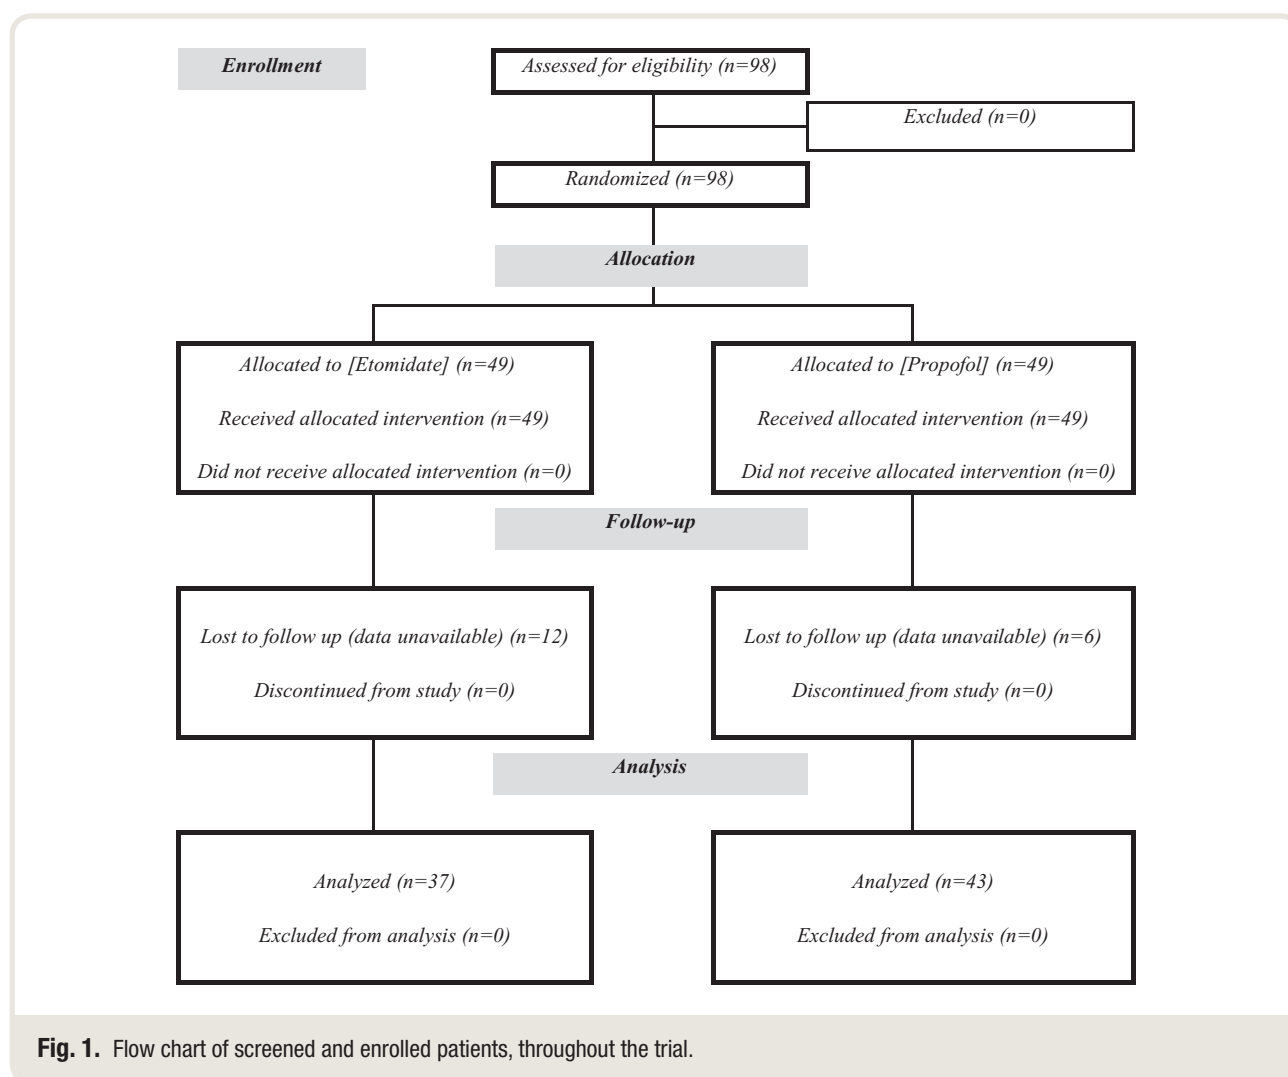 Enrollment
Assessed for eligibility (n=98)
Excluded (n=0)
Randomized (n=98)
Allocation
Allocated to [Etomidate] (n=49)
Received allocated intervention (n=49)
Did not receive allocated intervention (n=0)
Allocated to [Propofol] (n=49)
Received allocated intervention (n=49)
Did not receive allocated intervention (n=0)
Follow-up
Lost to follow up (data unavailable) (n=12)
Discontinued from study (n=0)
Lost to follow up (data unavailable) (n=6)
Discontinued from study (n=0)
Analysis
Analyzed (n=37)
Excluded from analysis (n=0)
Analyzed (n=43)
Excluded from analysis (n=0)
Fig. 1. Flow chart of screened and enrolled patients, throughout the trial.